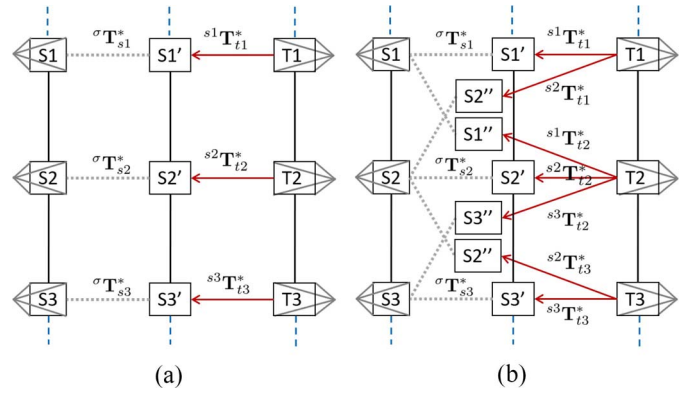 S1 σT*s1 S1′ s1T*t1 T1
S2 σT*s2 S2′ s2T*t2 T2
S3 σT*s3 S3′ s3T*t3 T3
(a)
S1 σT*s1 S1′ s1T*t1 T1
S2′′ s2T*t1
S1′′ s1T*t2
S2 σT*s2 S2′ s2T*t2 T2
S3′′ s3T*t2
S2′′ s2T*t3
S3 σT*s3 S3′ s3T*t3 T3
(b)